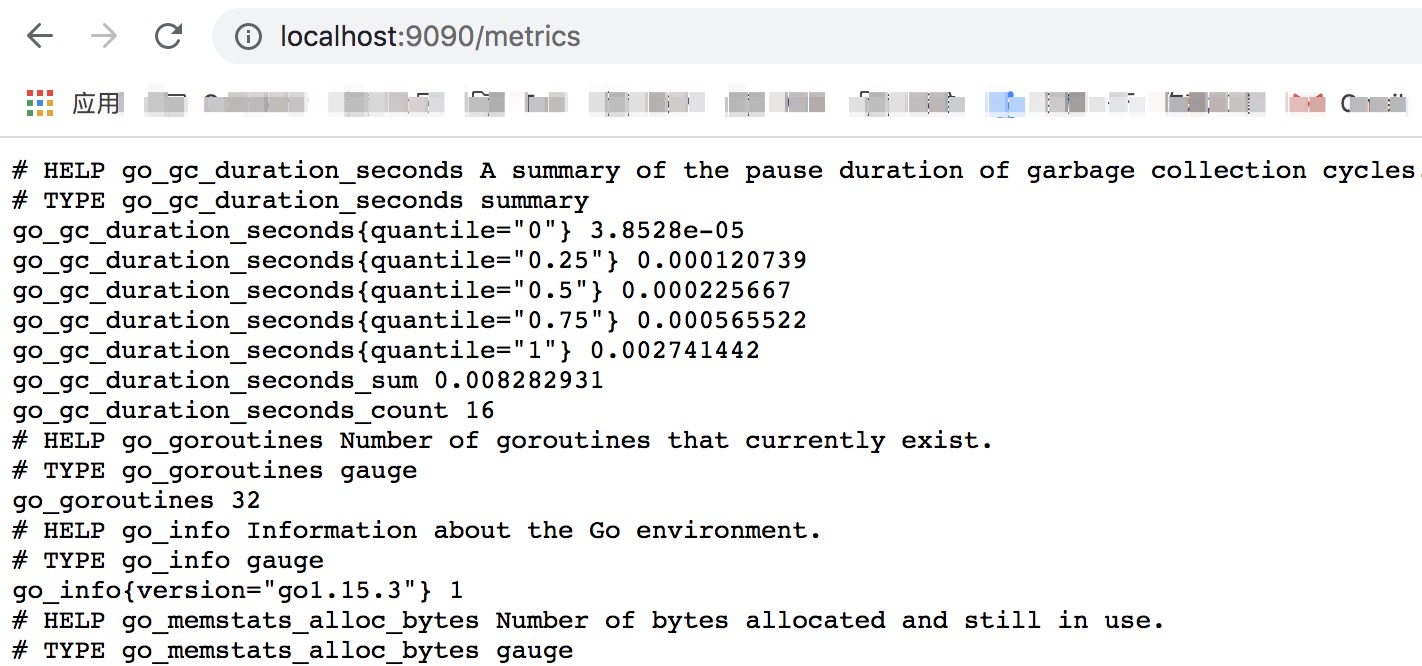 localhost:9090/metrics
应用
# HELP go_gc_duration_seconds A summary of the pause duration of garbage collection cycles.
# TYPE go_gc_duration_seconds summary
go_gc_duration_seconds{quantile="0"} 3.8528e-05
go_gc_duration_seconds{quantile="0.25"} 0.000120739
go_gc_duration_seconds{quantile="0.5"} 0.000225667
go_gc_duration_seconds{quantile="0.75"} 0.000565522
go_gc_duration_seconds{quantile="1"} 0.002741442
go_gc_duration_seconds_sum 0.008282931
go_gc_duration_seconds_count 16
# HELP go_goroutines Number of goroutines that currently exist.
# TYPE go_goroutines gauge
go_goroutines 32
# HELP go_info Information about the Go environment.
# TYPE go_info gauge
go_info{version="go1.15.3"} 1
# HELP go_memstats_alloc_bytes Number of bytes allocated and still in use.
# TYPE go_memstats_alloc_bytes gauge